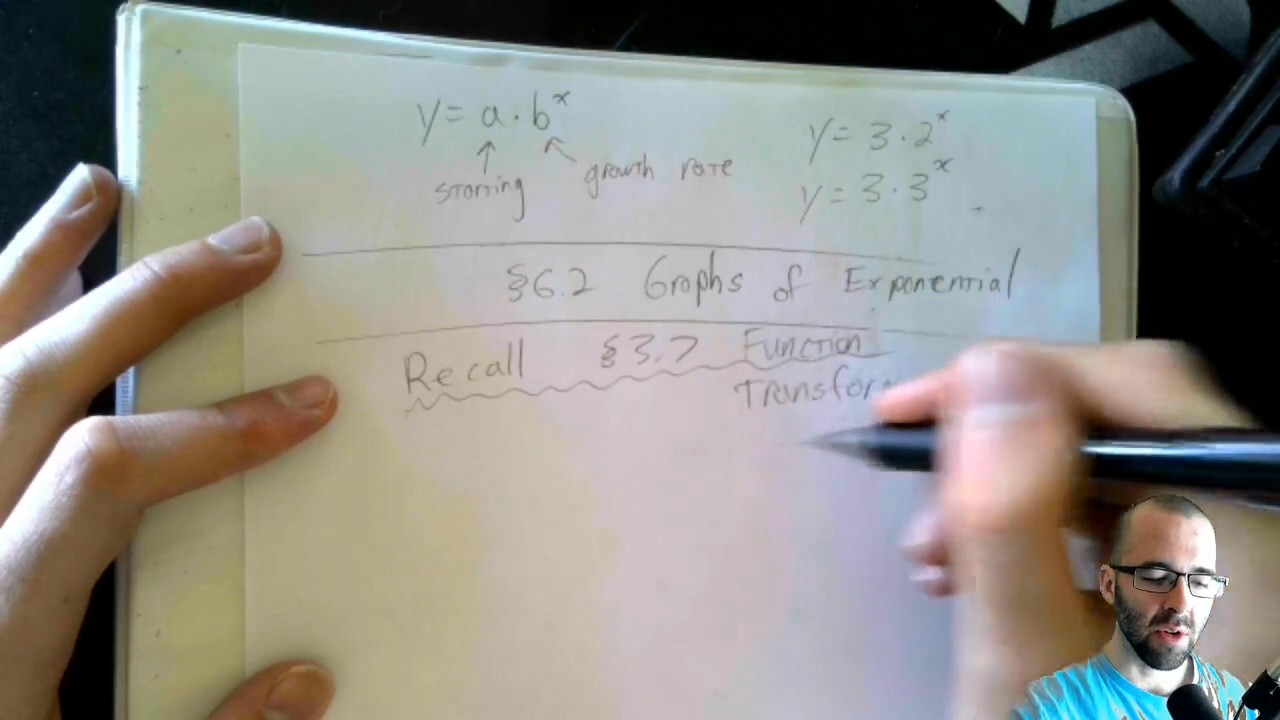 y = a · b^x
starting
growth rate
y = 3 · 2^x
y = 3 · 3^x
§6.2 Graphs of Exponential
Recall §3.7 Function
Transfor